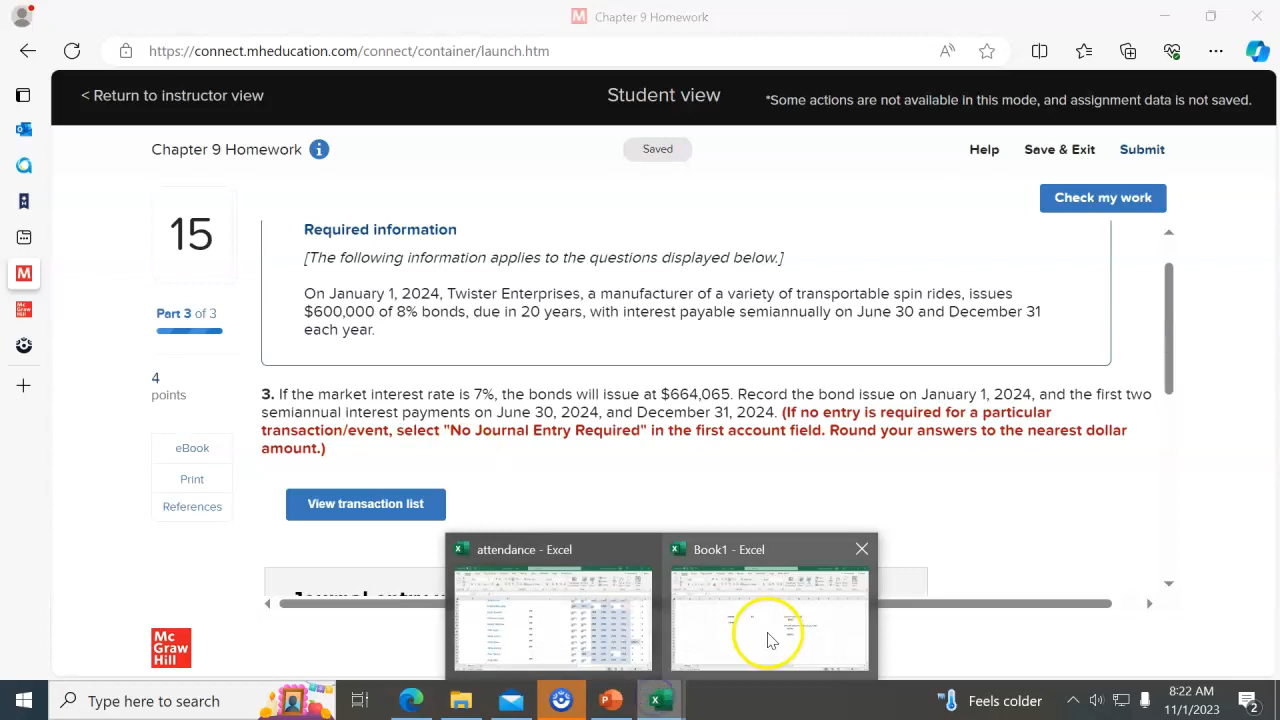 Chapter 9 Homework
https://connect.mheducation.com/connect/container/launch.htm
< Return to instructor view
Student view
*Some actions are not available in this mode, and assignment data is not saved.
Chapter 9 Homework
Saved
Help
Save & Exit
Submit
Check my work
15
Required information
[The following information applies to the questions displayed below.]
On January 1, 2024, Twister Enterprises, a manufacturer of a variety of transportable spin rides, issues
$600,000 of 8% bonds, due in 20 years, with interest payable semiannually on June 30 and December 31
each year.
Part 3 of 3
4
points
3. If the market interest rate is 7%, the bonds will issue at $664,065. Record the bond issue on January 1, 2024, and the first two
semiannual interest payments on June 30, 2024, and December 31, 2024. (If no entry is required for a particular
transaction/event, select "No Journal Entry Required" in the first account field. Round your answers to the nearest dollar
amount.)
eBook
Print
References
View transaction list
attendance - Excel
Book1 - Excel
Mc
Graw
Hill
Type here to search
Feels colder
8:22 AM
11/1/2023
2